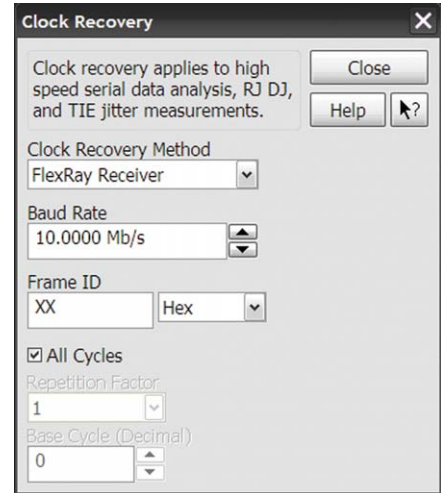 Clock Recovery
Clock recovery applies to high
speed serial data analysis, RJ DJ,
and TIE jitter measurements.
Close
Help
?
Clock Recovery Method
FlexRay Receiver
Baud Rate
10.0000 Mb/s
Frame ID
XX
Hex
All Cycles
Repetition Factor
1
Base Cycle (Decimal)
0